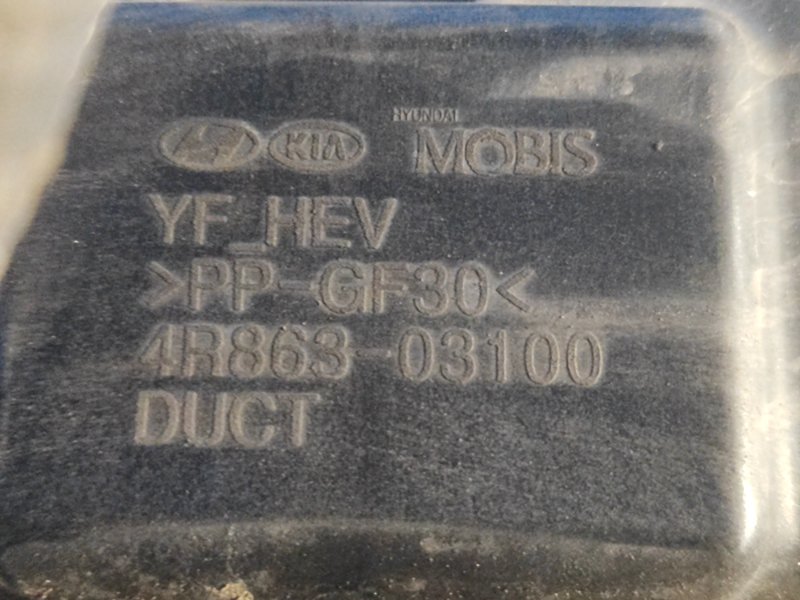 KIA HYUNDAI MOBIS
YF_HEV
>PP-GF30<
4R863-03100
DUCT